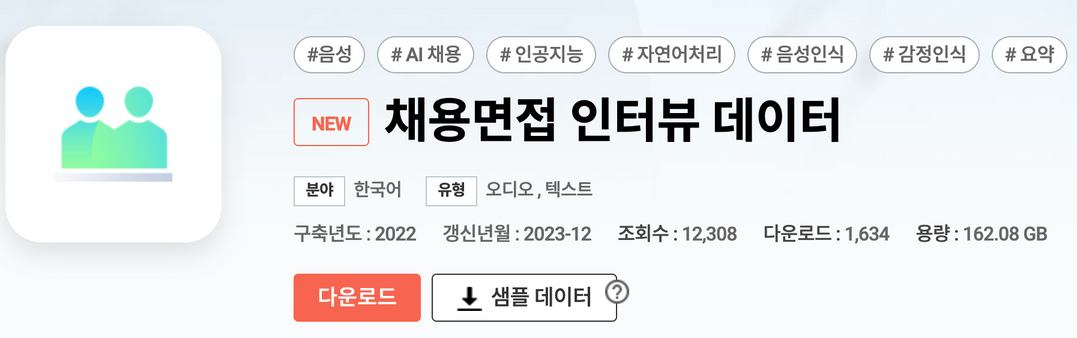 #음성 # AI 채용 # 인공지능 # 자연어처리 # 음성인식 # 감정인식 # 요약
NEW 채용면접 인터뷰 데이터
분야 한국어 유형 오디오 , 텍스트
구축년도 : 2022 갱신년월 : 2023-12 조회수 : 12,308 다운로드 : 1,634 용량 : 162.08 GB
다운로드 샘플 데이터 ?